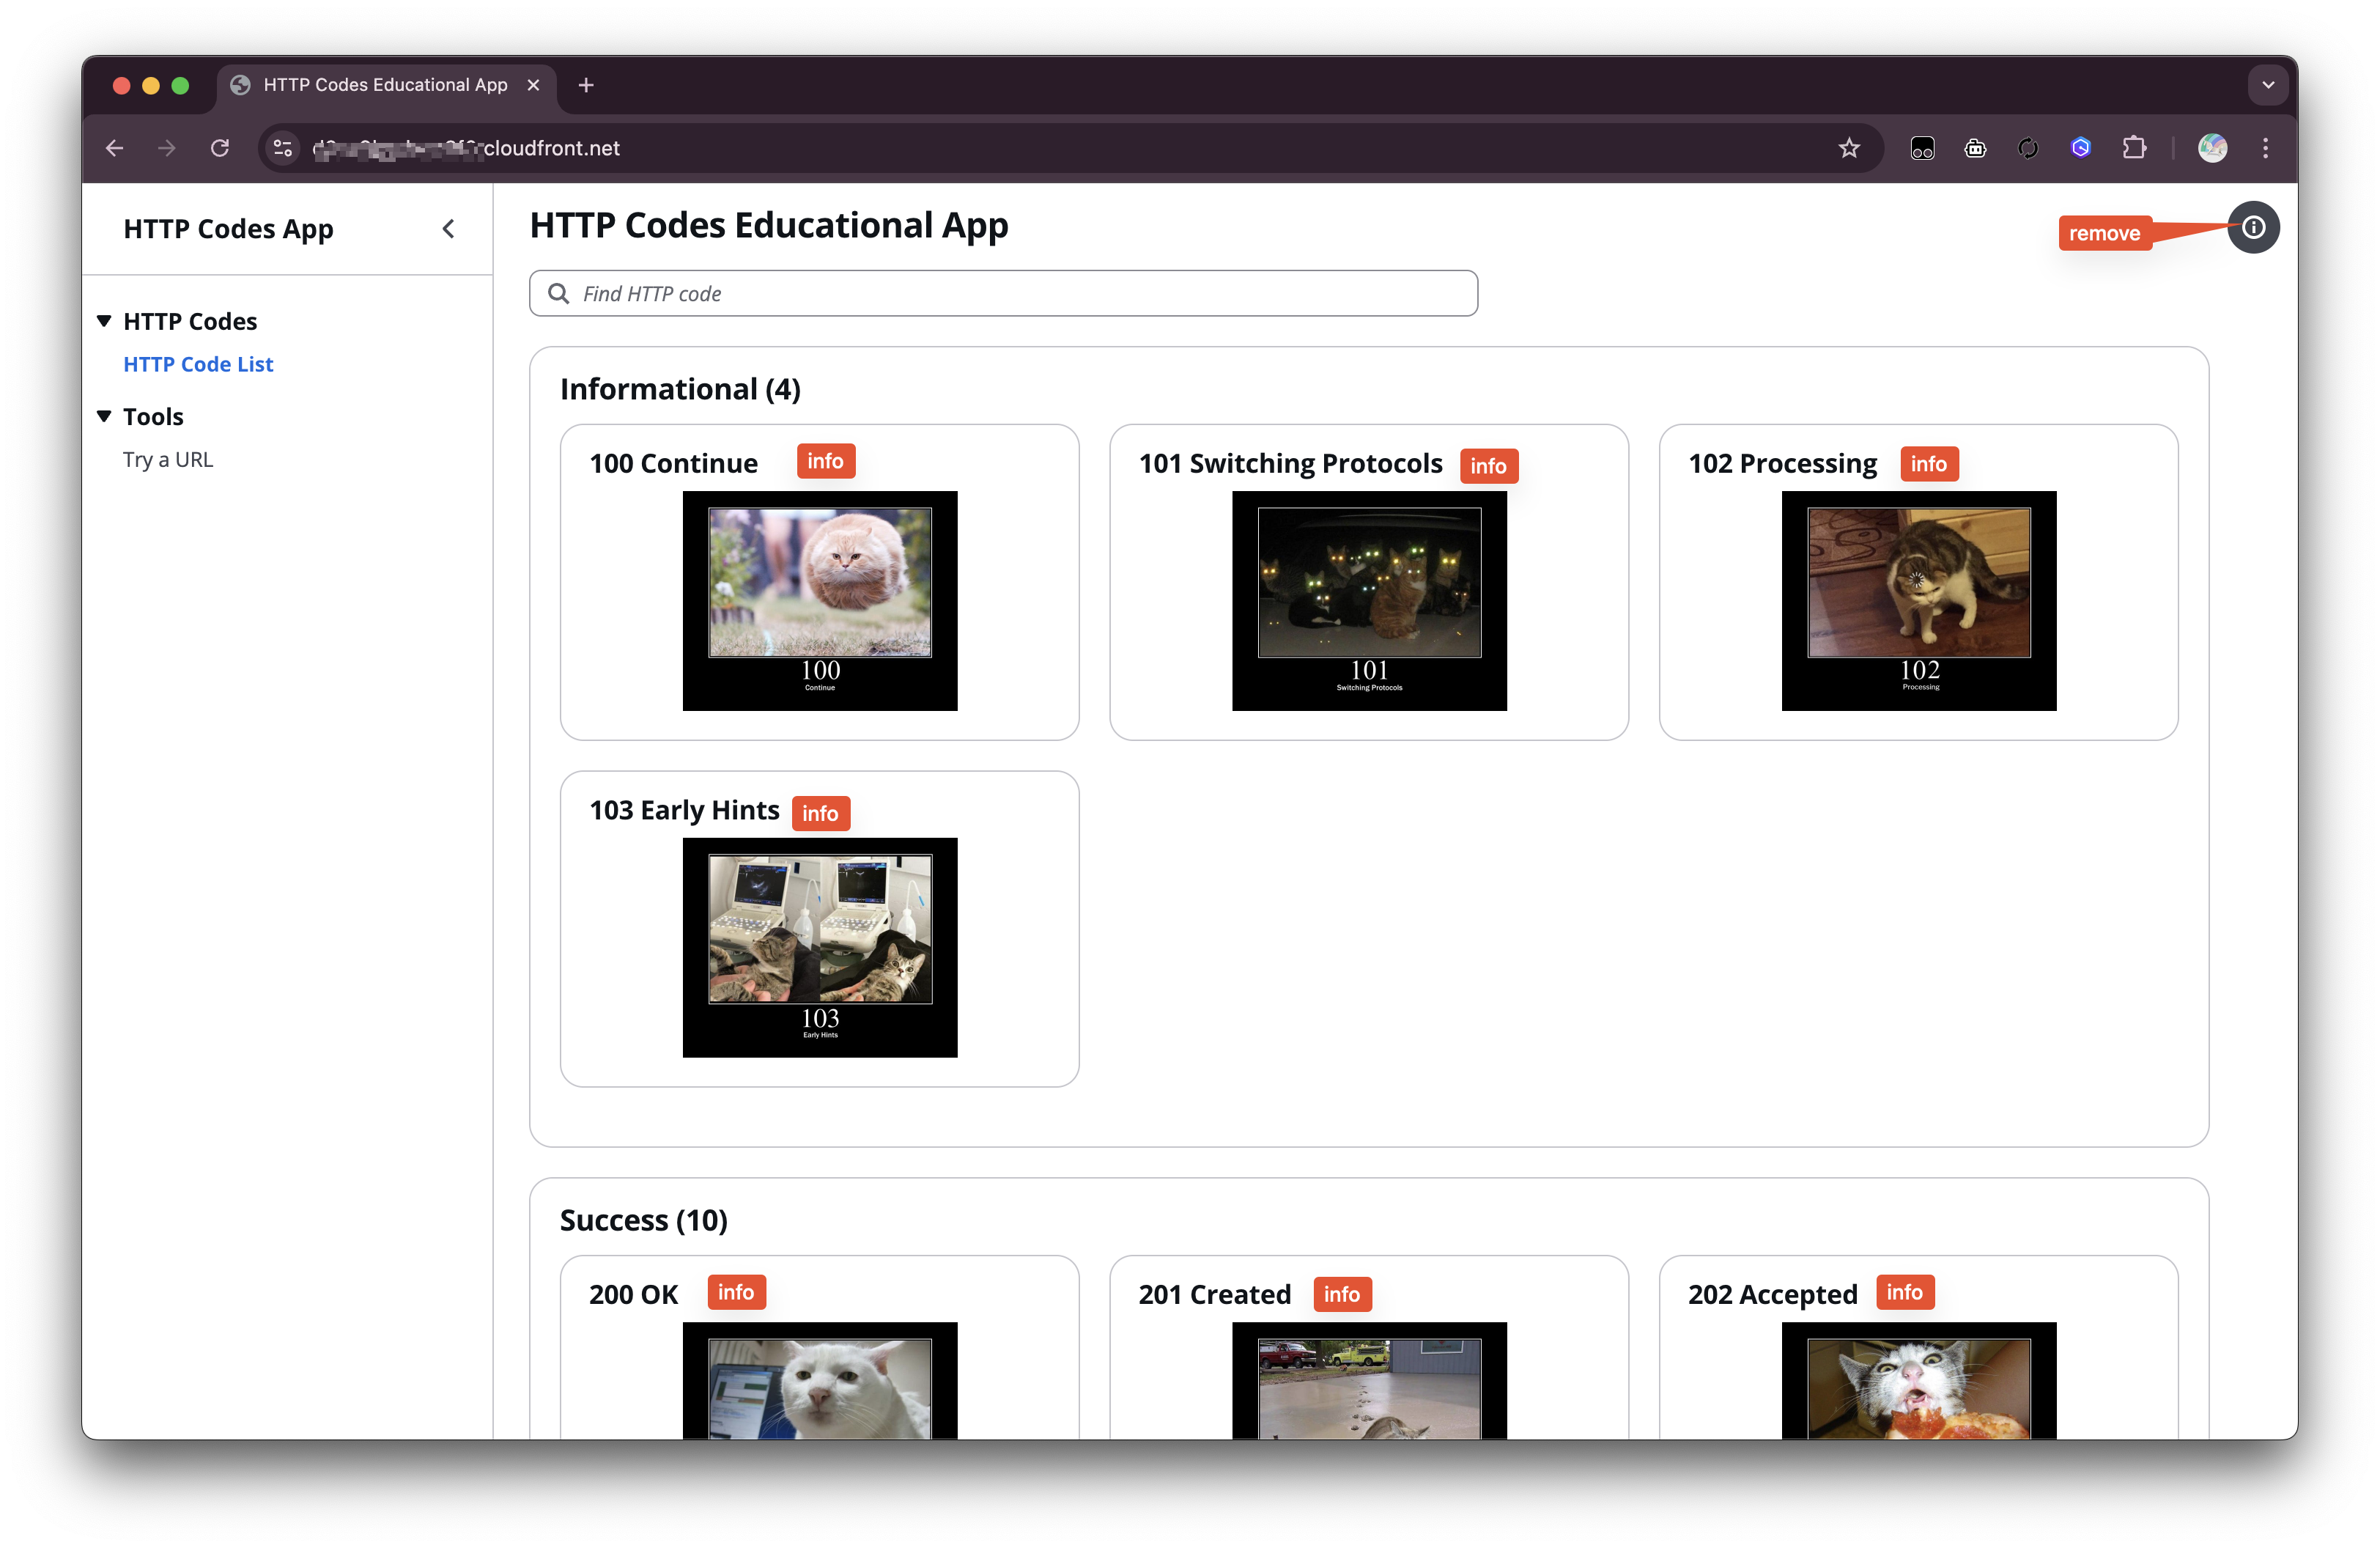 HTTP Codes Educational App
cloudfront.net
HTTP Codes App
HTTP Codes
HTTP Code List
Tools
Try a URL
HTTP Codes Educational App
remove
Find HTTP code
Informational (4)
100 Continue info
100
Continue
101 Switching Protocols info
101
Switching Protocols
102 Processing info
102
Processing
103 Early Hints info
103
Early Hints
Success (10)
200 OK info
201 Created info
202 Accepted info